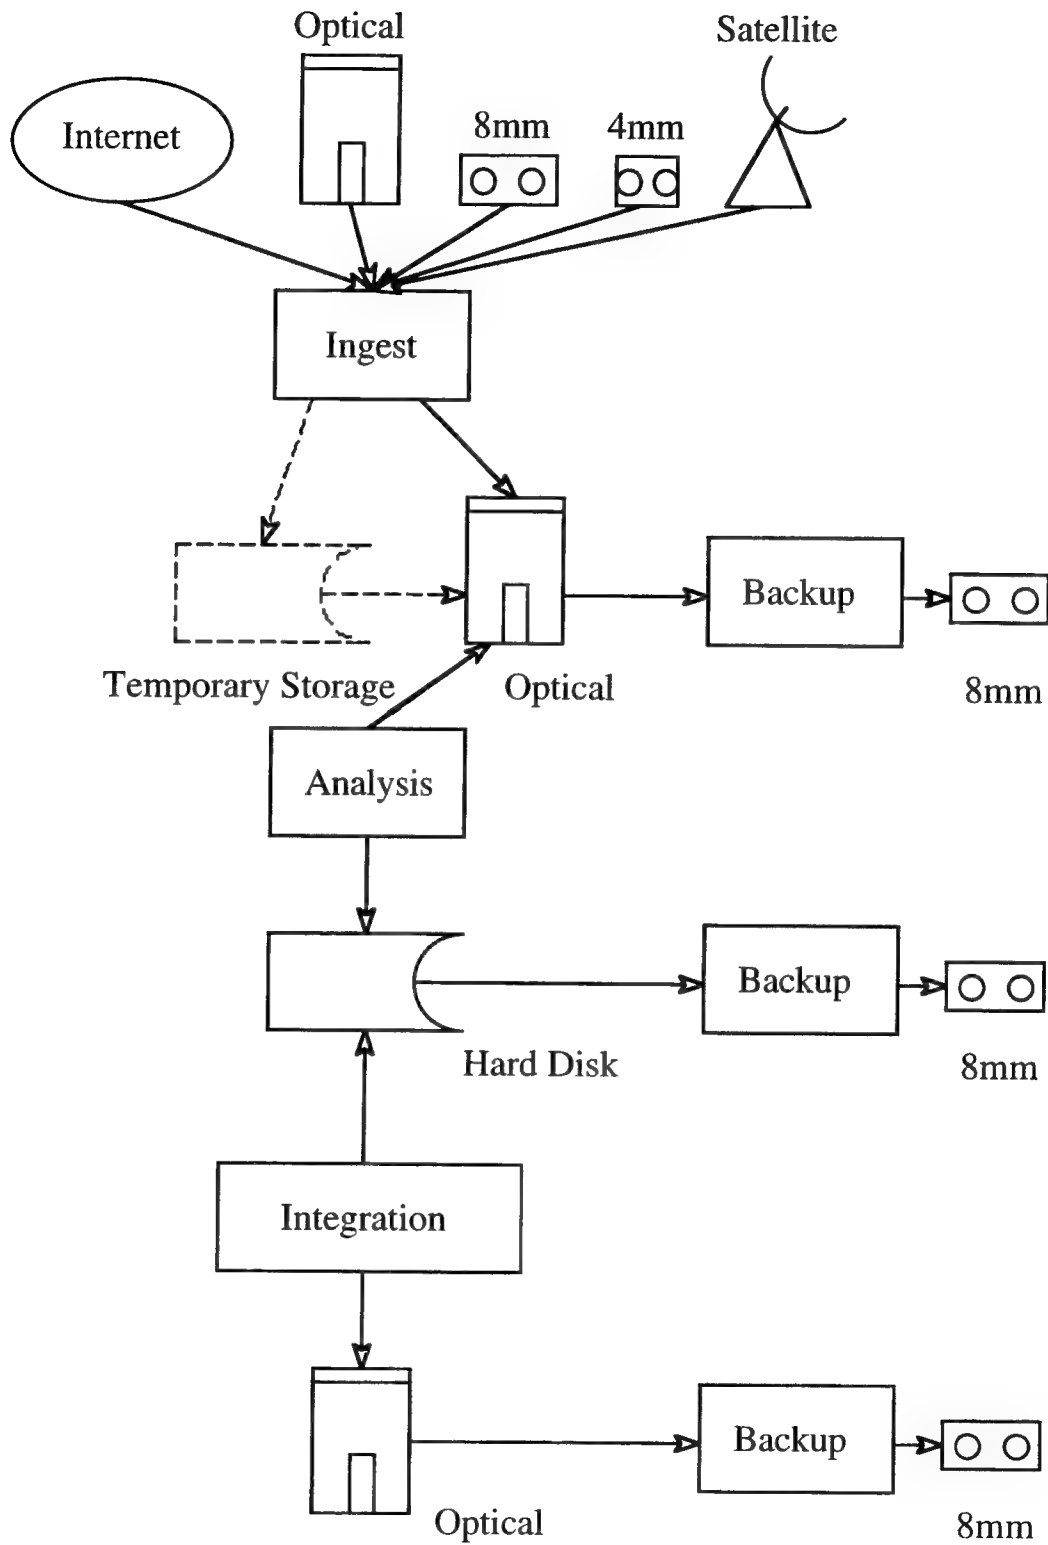 Optical
Satellite
Internet
8mm
4mm
Ingest
Backup
Temporary Storage
Optical
8mm
Analysis
Backup
Hard Disk
8mm
Integration
Backup
Optical
8mm